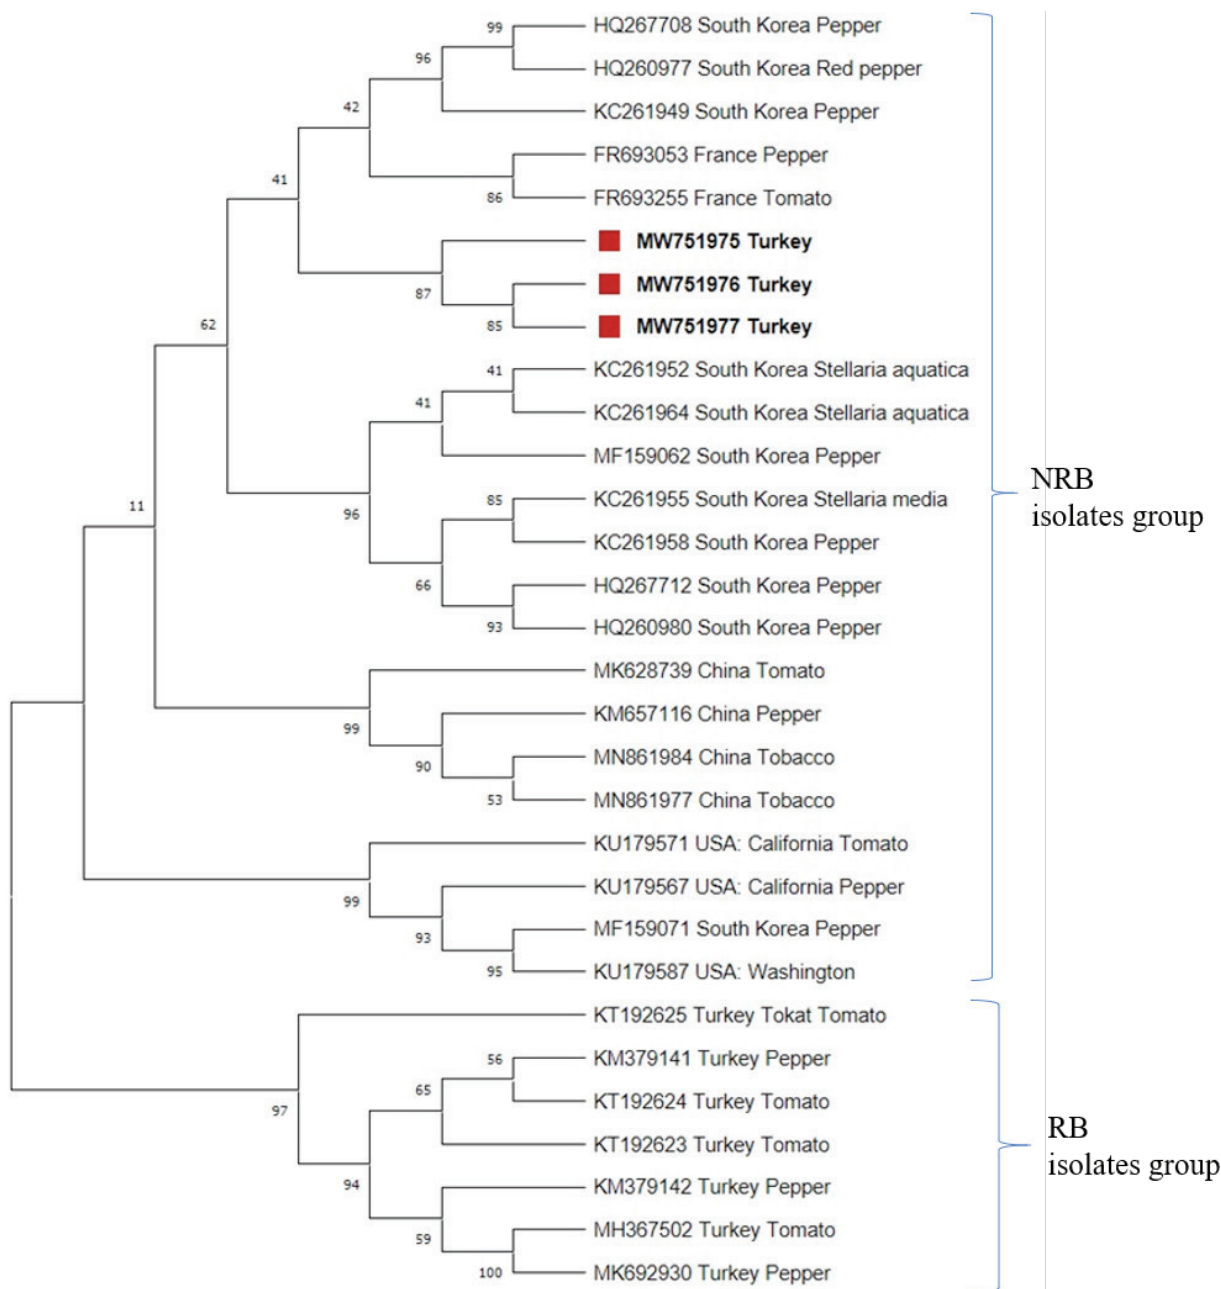 99
HQ267708 South Korea Pepper
96
HQ260977 South Korea Red pepper
42
KC261949 South Korea Pepper
FR693053 France Pepper
41
86
FR693255 France Tomato
MW751975 Turkey
87
MW751976 Turkey
62
85
MW751977 Turkey
41
KC261952 South Korea Stellaria aquatica
41
KC261964 South Korea Stellaria aquatica
MF159062 South Korea Pepper
11
96
85
KC261955 South Korea Stellaria media
KC261958 South Korea Pepper
66
HQ267712 South Korea Pepper
93
HQ260980 South Korea Pepper
MK628739 China Tomato
99
KM657116 China Pepper
90
MN861984 China Tobacco
53
MN861977 China Tobacco
KU179571 USA: California Tomato
99
KU179567 USA: California Pepper
93
MF159071 South Korea Pepper
95
KU179587 USA: Washington
NRB
isolates group
KT192625 Turkey Tokat Tomato
56
KM379141 Turkey Pepper
97
65
KT192624 Turkey Tomato
KT192623 Turkey Tomato
94
KM379142 Turkey Pepper
59
MH367502 Turkey Tomato
100
MK692930 Turkey Pepper
RB
isolates group